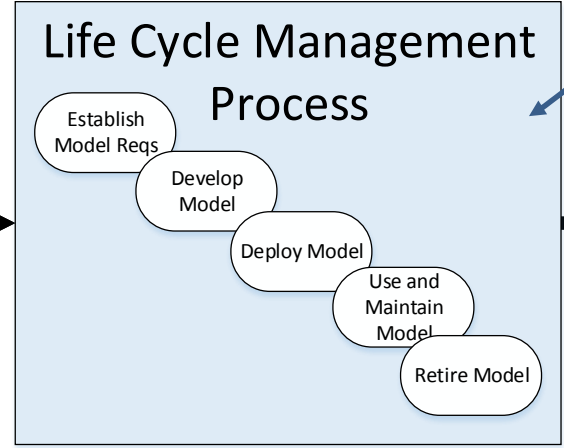 Life Cycle Management
Process
Establish
Model Reqs
Develop
Model
Deploy Model
Use and
Maintain
Model
Retire Model